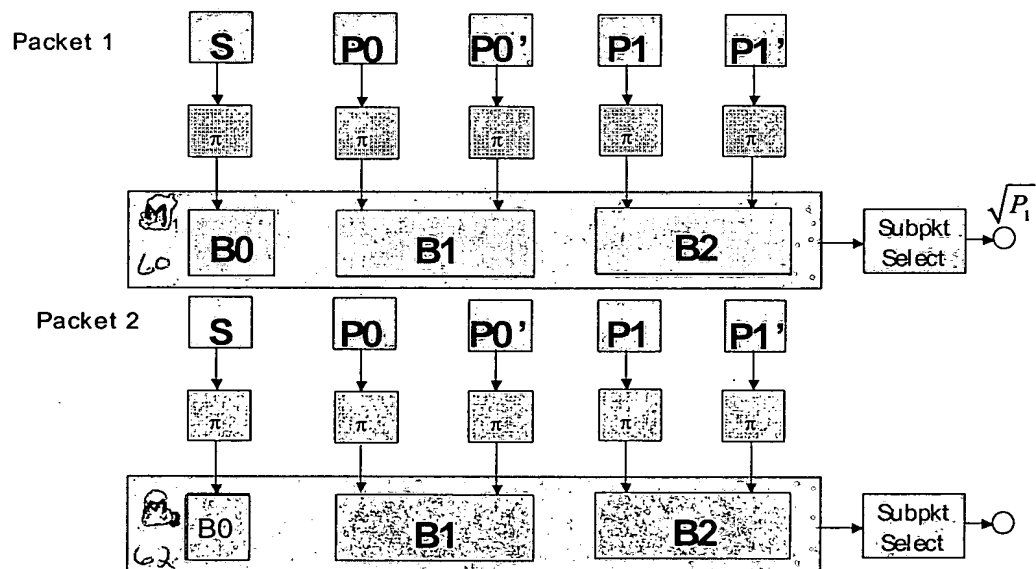 Packet 1
S P0 P0' P1 P1'
π π π π π
M1
60
B0 B1 B2
Subpkt
Select
√P1
Packet 2
S P0 P0' P1 P1'
π π π π π
62
B0 B1 B2
Subpkt
Select